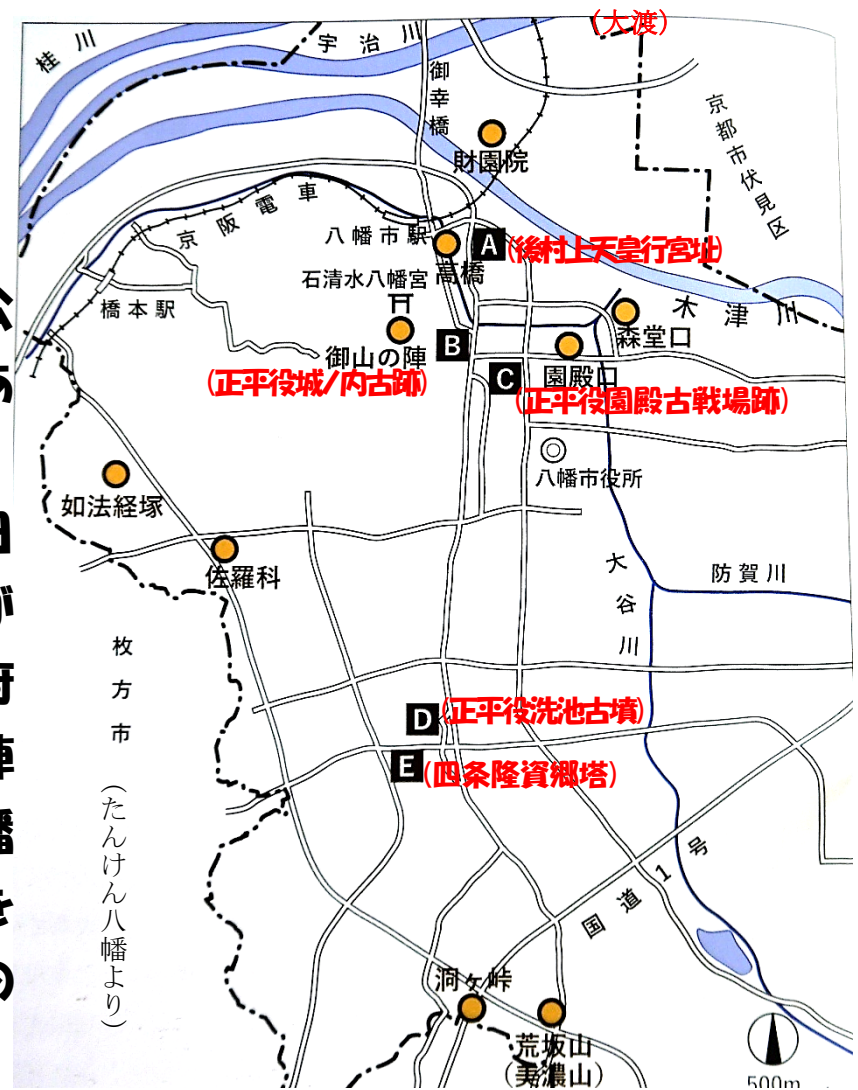 (大渡)
桂川
宇治川
御幸橋
京都市伏見区
財園院
京阪電車
八幡市駅
A
(後村上天皇行宮址)
高橋
石清水八幡宮
橋本駅
木津川
森堂口
御山の陣
B
(正平役城ノ内古跡)
C
園殿口
(正平役園殿古戦場跡)
八幡市役所
如法経塚
佐羅科
大谷川
防賀川
枚方市
D
(正平役洗池古墳)
E
(四条隆資郷塔)
(たんけん八幡より)
国道1号
洞ヶ峠
荒坂山
(美濃山)
500m